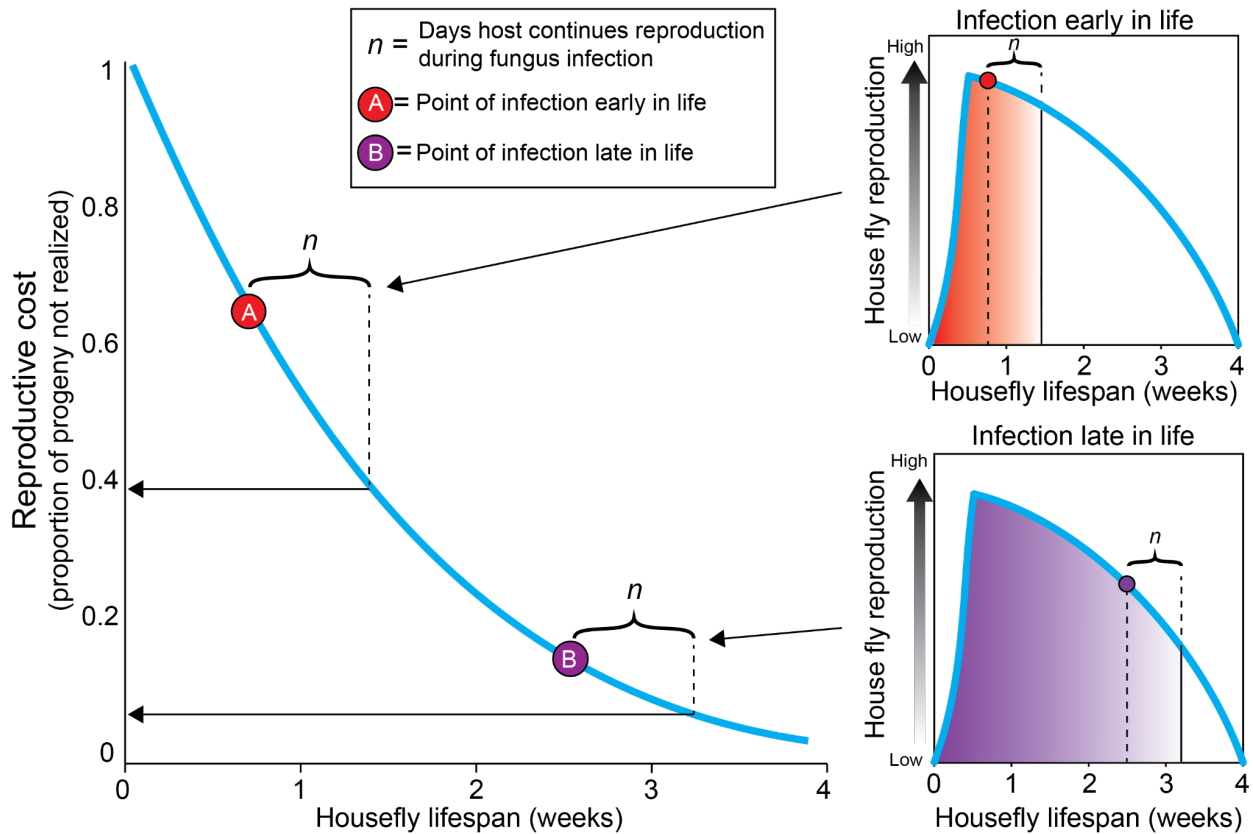 n = Days host continues reproduction
during fungus infection
A = Point of infection early in life
B = Point of infection late in life
Reproductive cost
(proportion of progeny not realized)
1
0.8
0.6
0.4
0.2
0
n
A
n
B
0 1 2 3 4
Housefly lifespan (weeks)
Infection early in life
High
n
House fly reproduction
Low
0 1 2 3 4
Housefly lifespan (weeks)
Infection late in life
High
n
House fly reproduction
Low
0 1 2 3 4
Housefly lifespan (weeks)